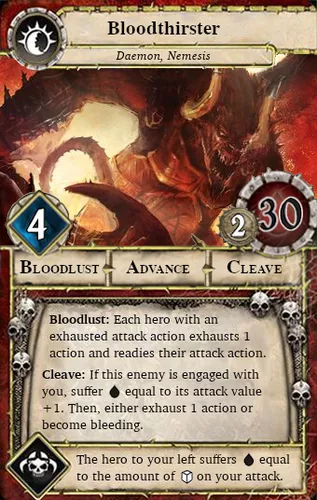 Bloodthirster
Daemon, Nemesis
4
2
30
BLOODLUST ADVANCE CLEAVE
Bloodlust: Each hero with an
exhausted attack action exhausts 1
action and readies their attack action.
Cleave: If this enemy is engaged with
you, suffer equal to its attack value
+1. Then, either exhaust 1 action or
become bleeding.
The hero to your left suffers equal
to the amount of on your attack.